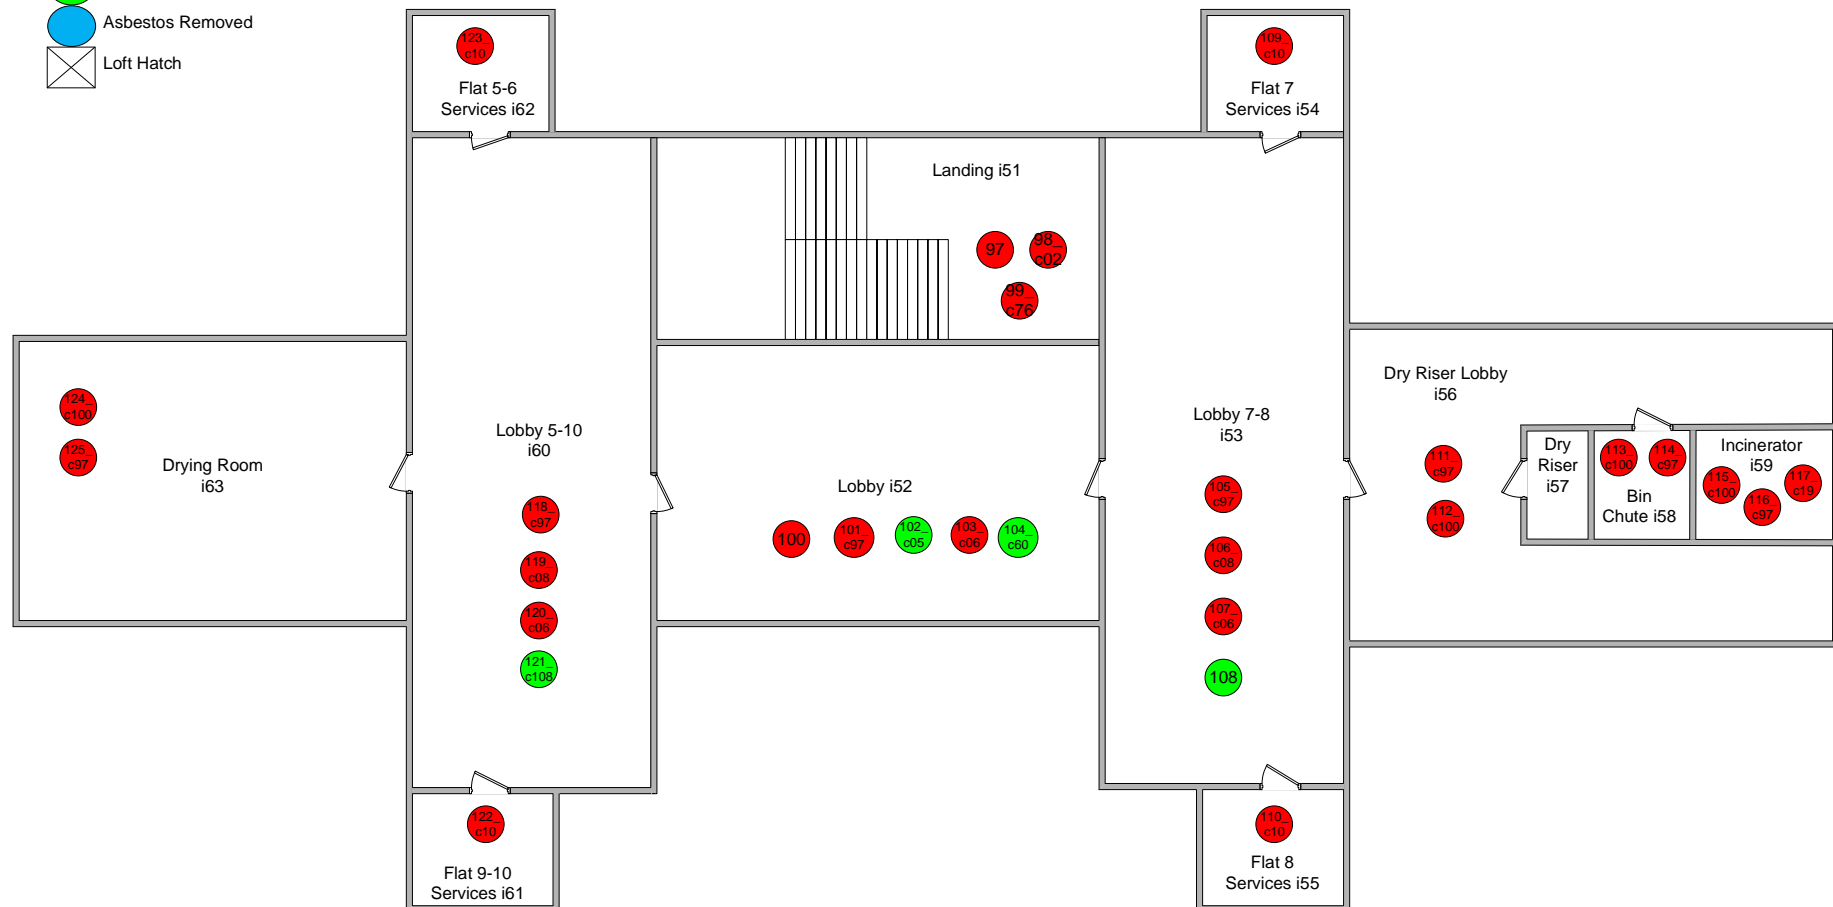 Asbestos Removed
Loft Hatch
123_
c10
Flat 5-6
Services i62
109_
c10
Flat 7
Services i54
Landing i51
97
98_
c02
99_
c76
124_
c100
125_
c97
Drying Room
i63
Lobby 5-10
i60
118_
c97
119_
c08
120_
c06
121_
c108
Lobby i52
100
101_
c97
102_
c05
103_
c06
104_
c60
Lobby 7-8
i53
105_
c97
106_
c08
107_
c06
108
Dry Riser Lobby
i56
111_
c97
112_
c100
Dry
Riser
i57
113_
c100
114_
c97
Bin
Chute i58
Incinerator
i59
115_
c100
116_
c97
117_
c19
122_
c10
Flat 9-10
Services i61
110_
c10
Flat 8
Services i55